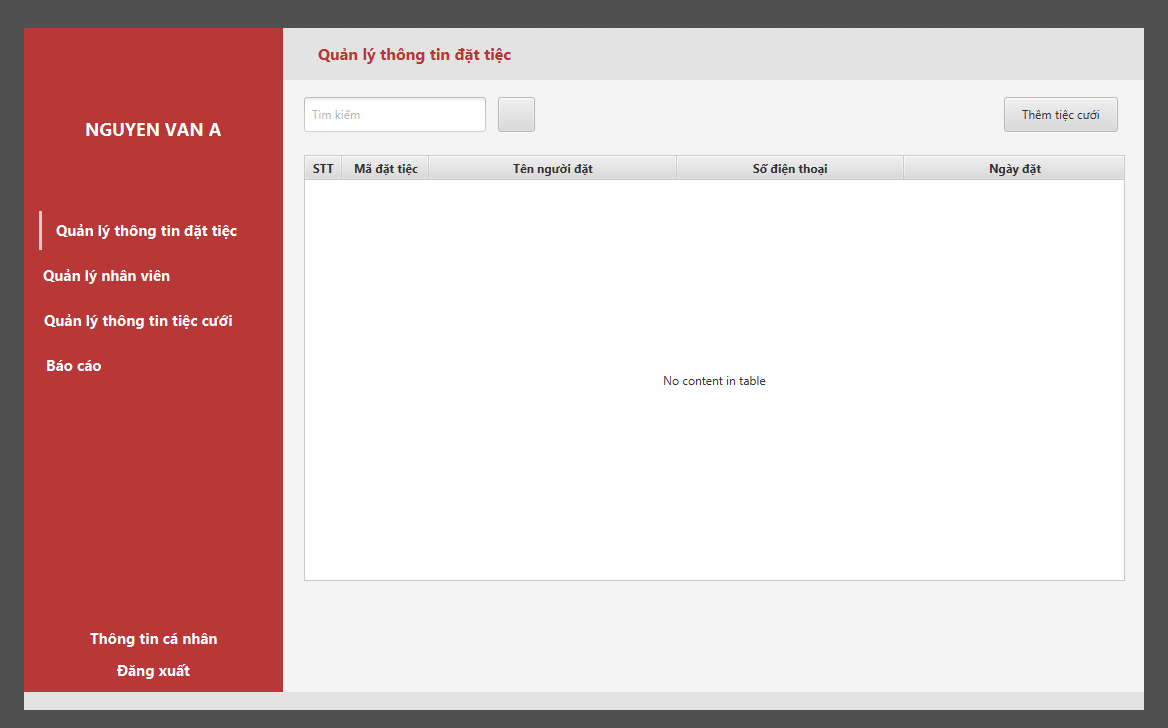 NGUYEN VAN A
Quản lý thông tin đặt tiệc
Quản lý nhân viên
Quản lý thông tin tiệc cưới
Báo cáo
Thông tin cá nhân
Đăng xuất
Quản lý thông tin đặt tiệc
Tìm kiếm
Thêm tiệc cưới
STT Mã đặt tiệc Tên người đặt Số điện thoại Ngày đặt
No content in table